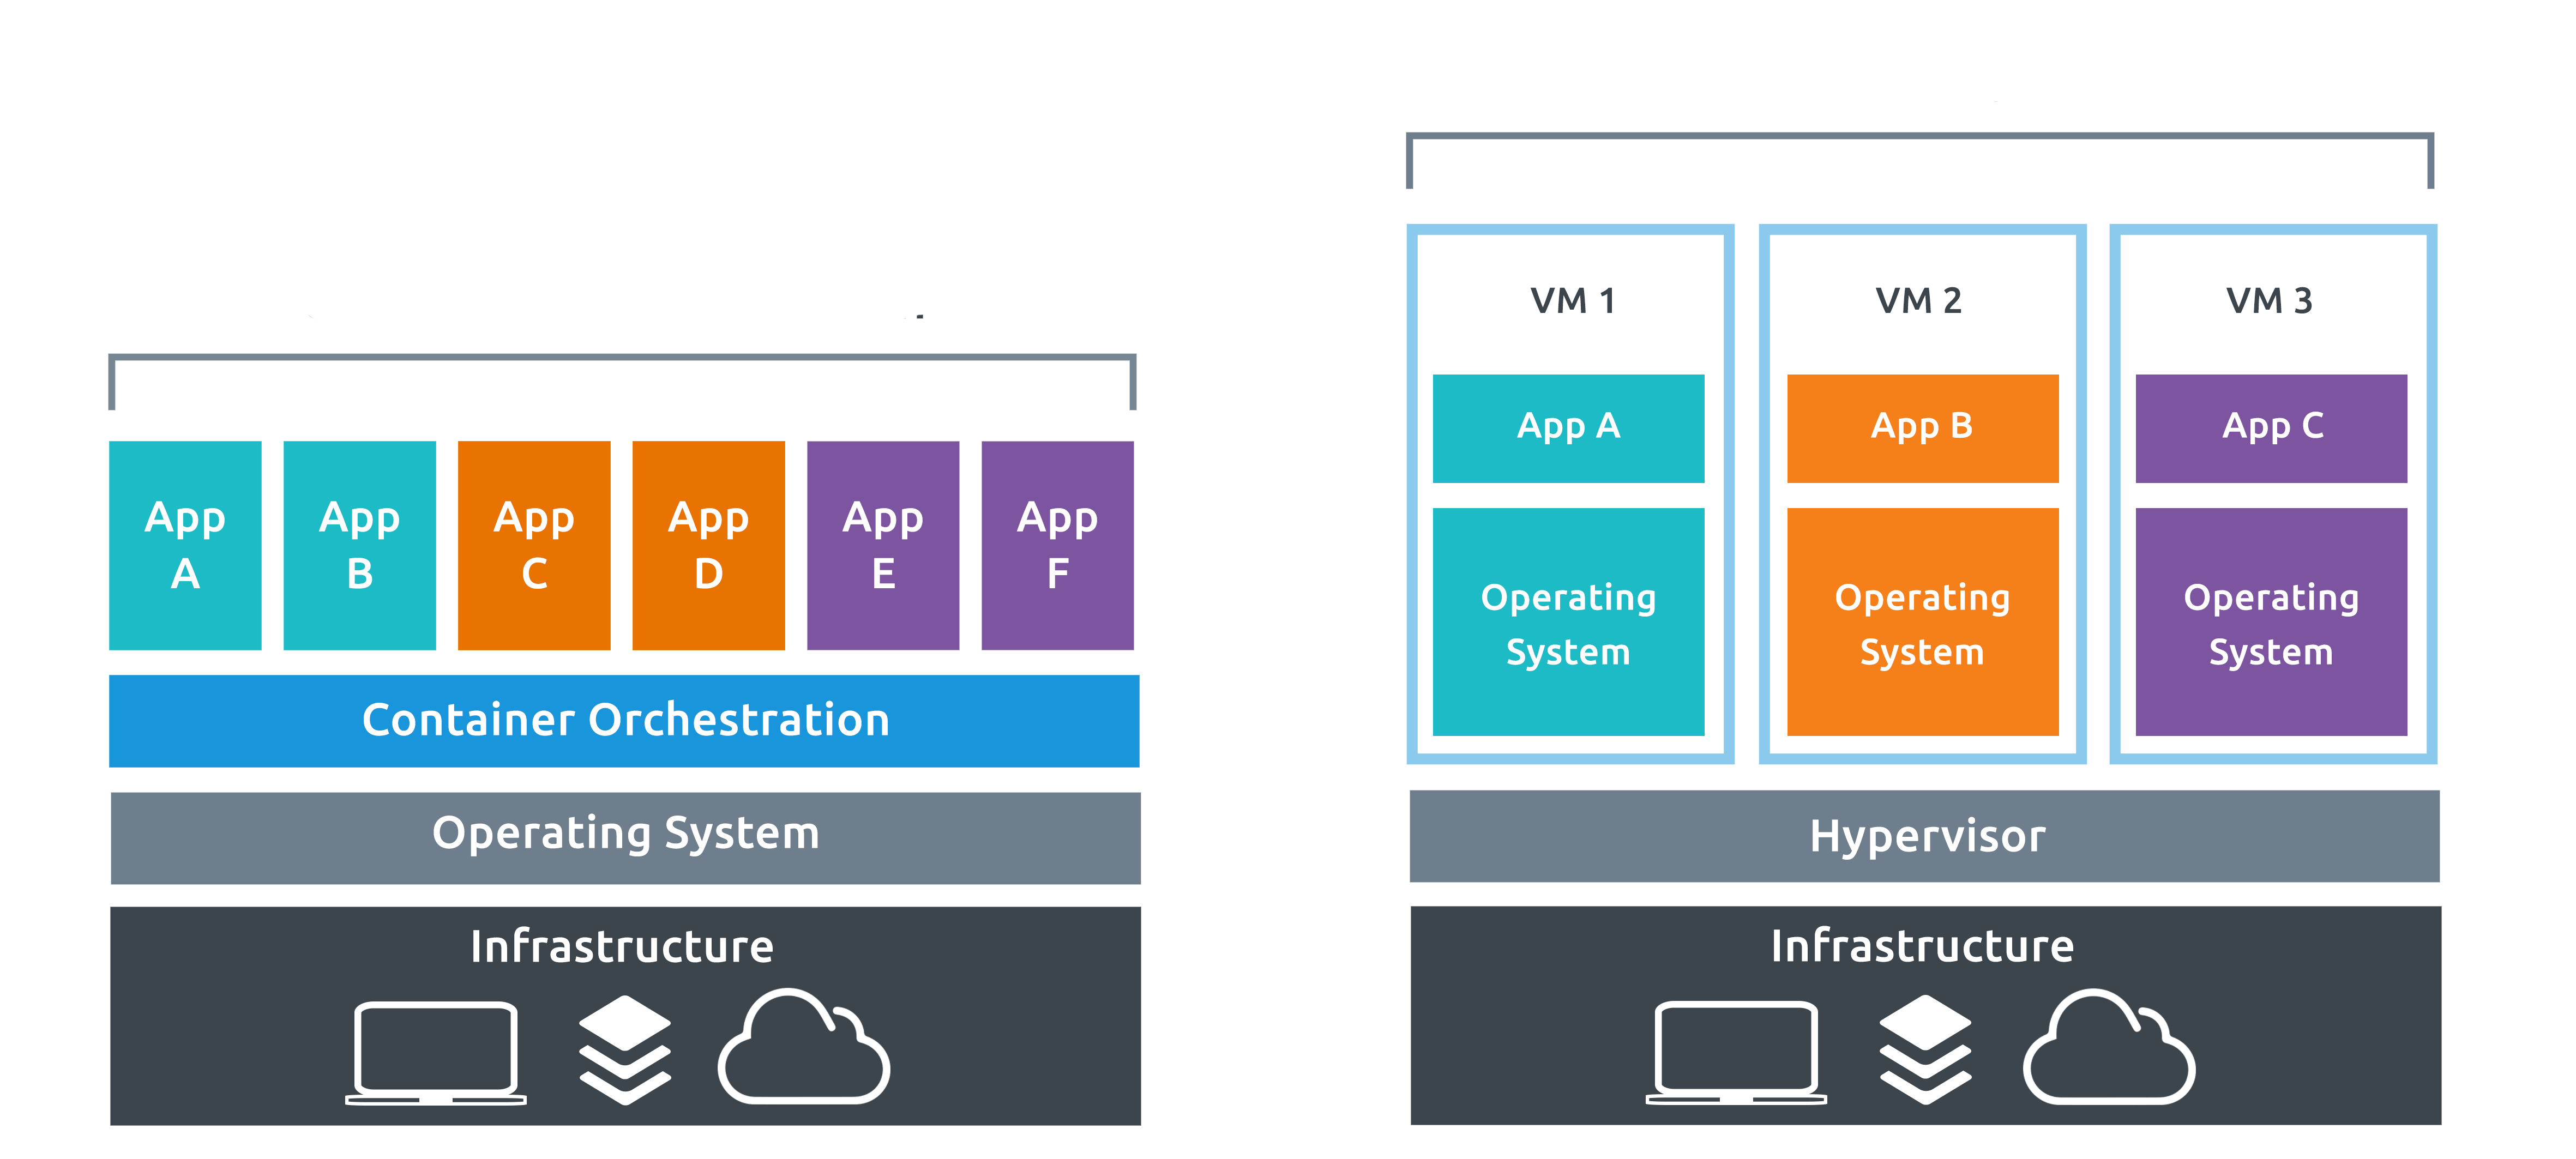 App
A
App
B
App
C
App
D
App
E
App
F
Container Orchestration
Operating System
Infrastructure
VM 1
App A
Operating
System
VM 2
App B
Operating
System
VM 3
App C
Operating
System
Hypervisor
Infrastructure